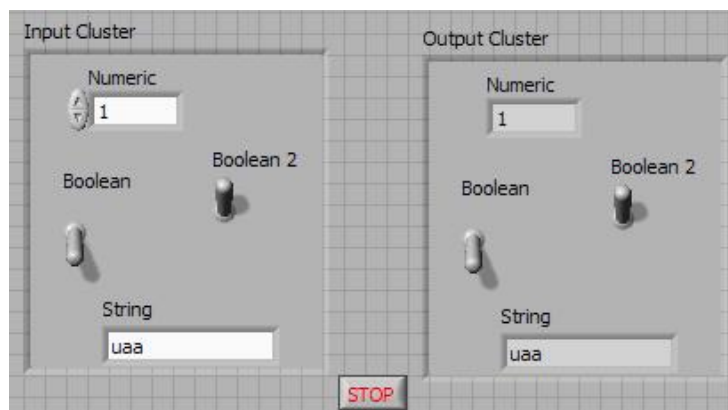 Input Cluster
Numeric
1
Boolean
Boolean 2
String
uaa
Output Cluster
Numeric
1
Boolean
Boolean 2
String
uaa
STOP